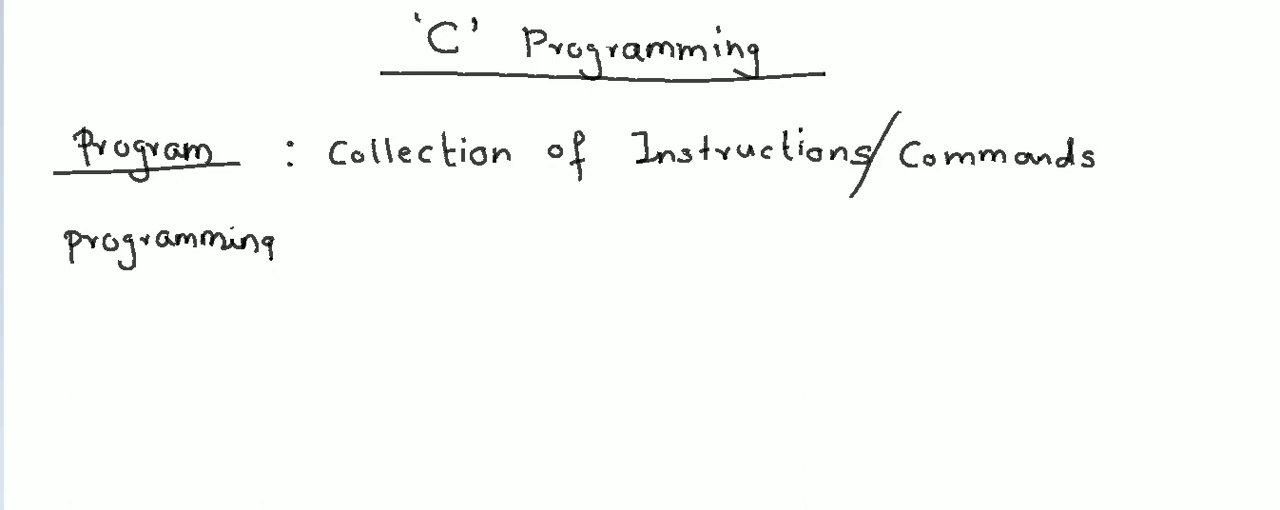 'C' Programming
Program : Collection of Instructions/Commands
programming